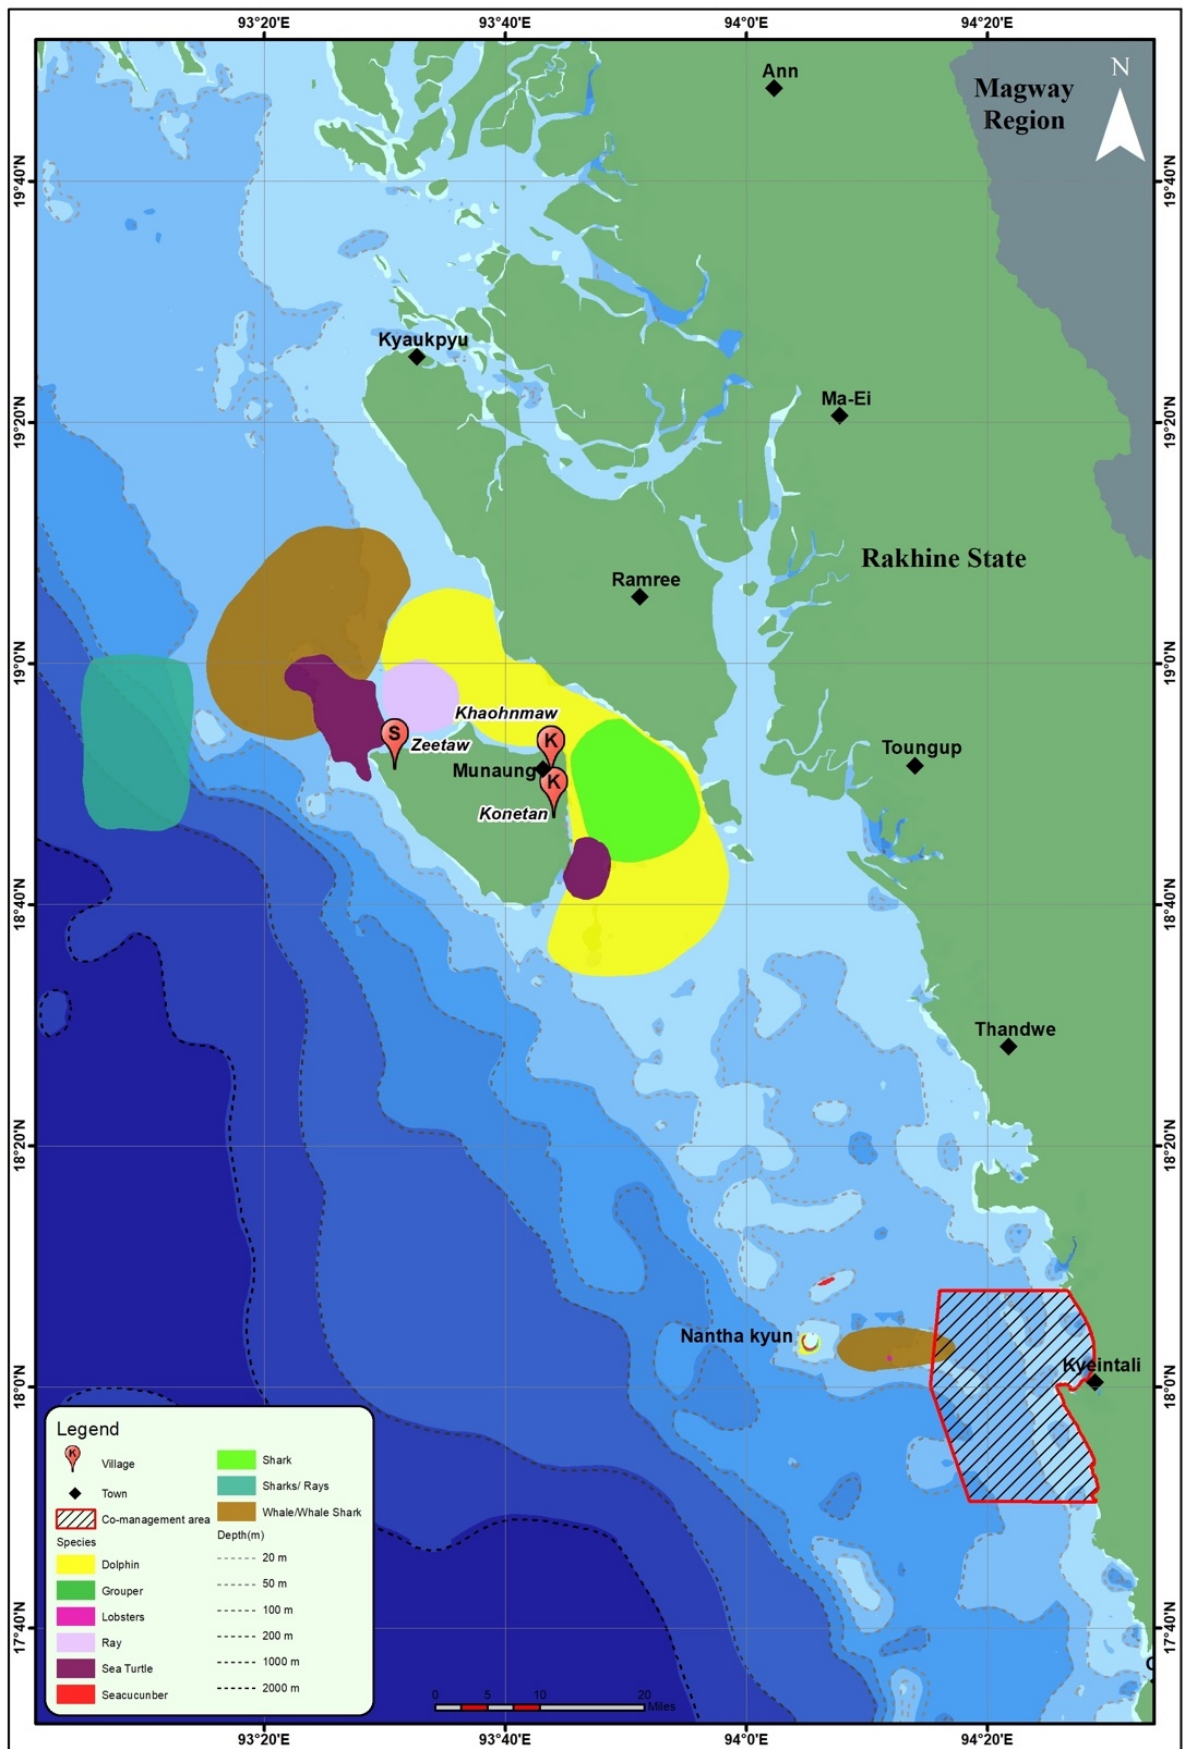 93°20'E
93°40'E
94°0'E
94°20'E
Ann
Magway
Region
N
19°40'N
19°40'N
Kyaukpyu
Ma-Ei
19°20'N
19°20'N
Rakhine State
Ramree
19°0'N
19°0'N
Khaohnmaw
S
Zeetaw
K
Toungup
Munaung
K
Konetan
18°40'N
18°40'N
Thandwe
18°20'N
18°20'N
Nantha kyun
Kyeintali
18°0'N
18°0'N
Legend
K
Village
Town
Co-management area
Species
Dolphin
Grouper
Lobsters
Ray
Sea Turtle
Seacucunber
Shark
Sharks/ Rays
Whale/Whale Shark
Depth(m)
20 m
50 m
100 m
200 m
1000 m
2000 m
17°40'N
17°40'N
0
5
10
20
Miles
93°20'E
93°40'E
94°0'E
94°20'E